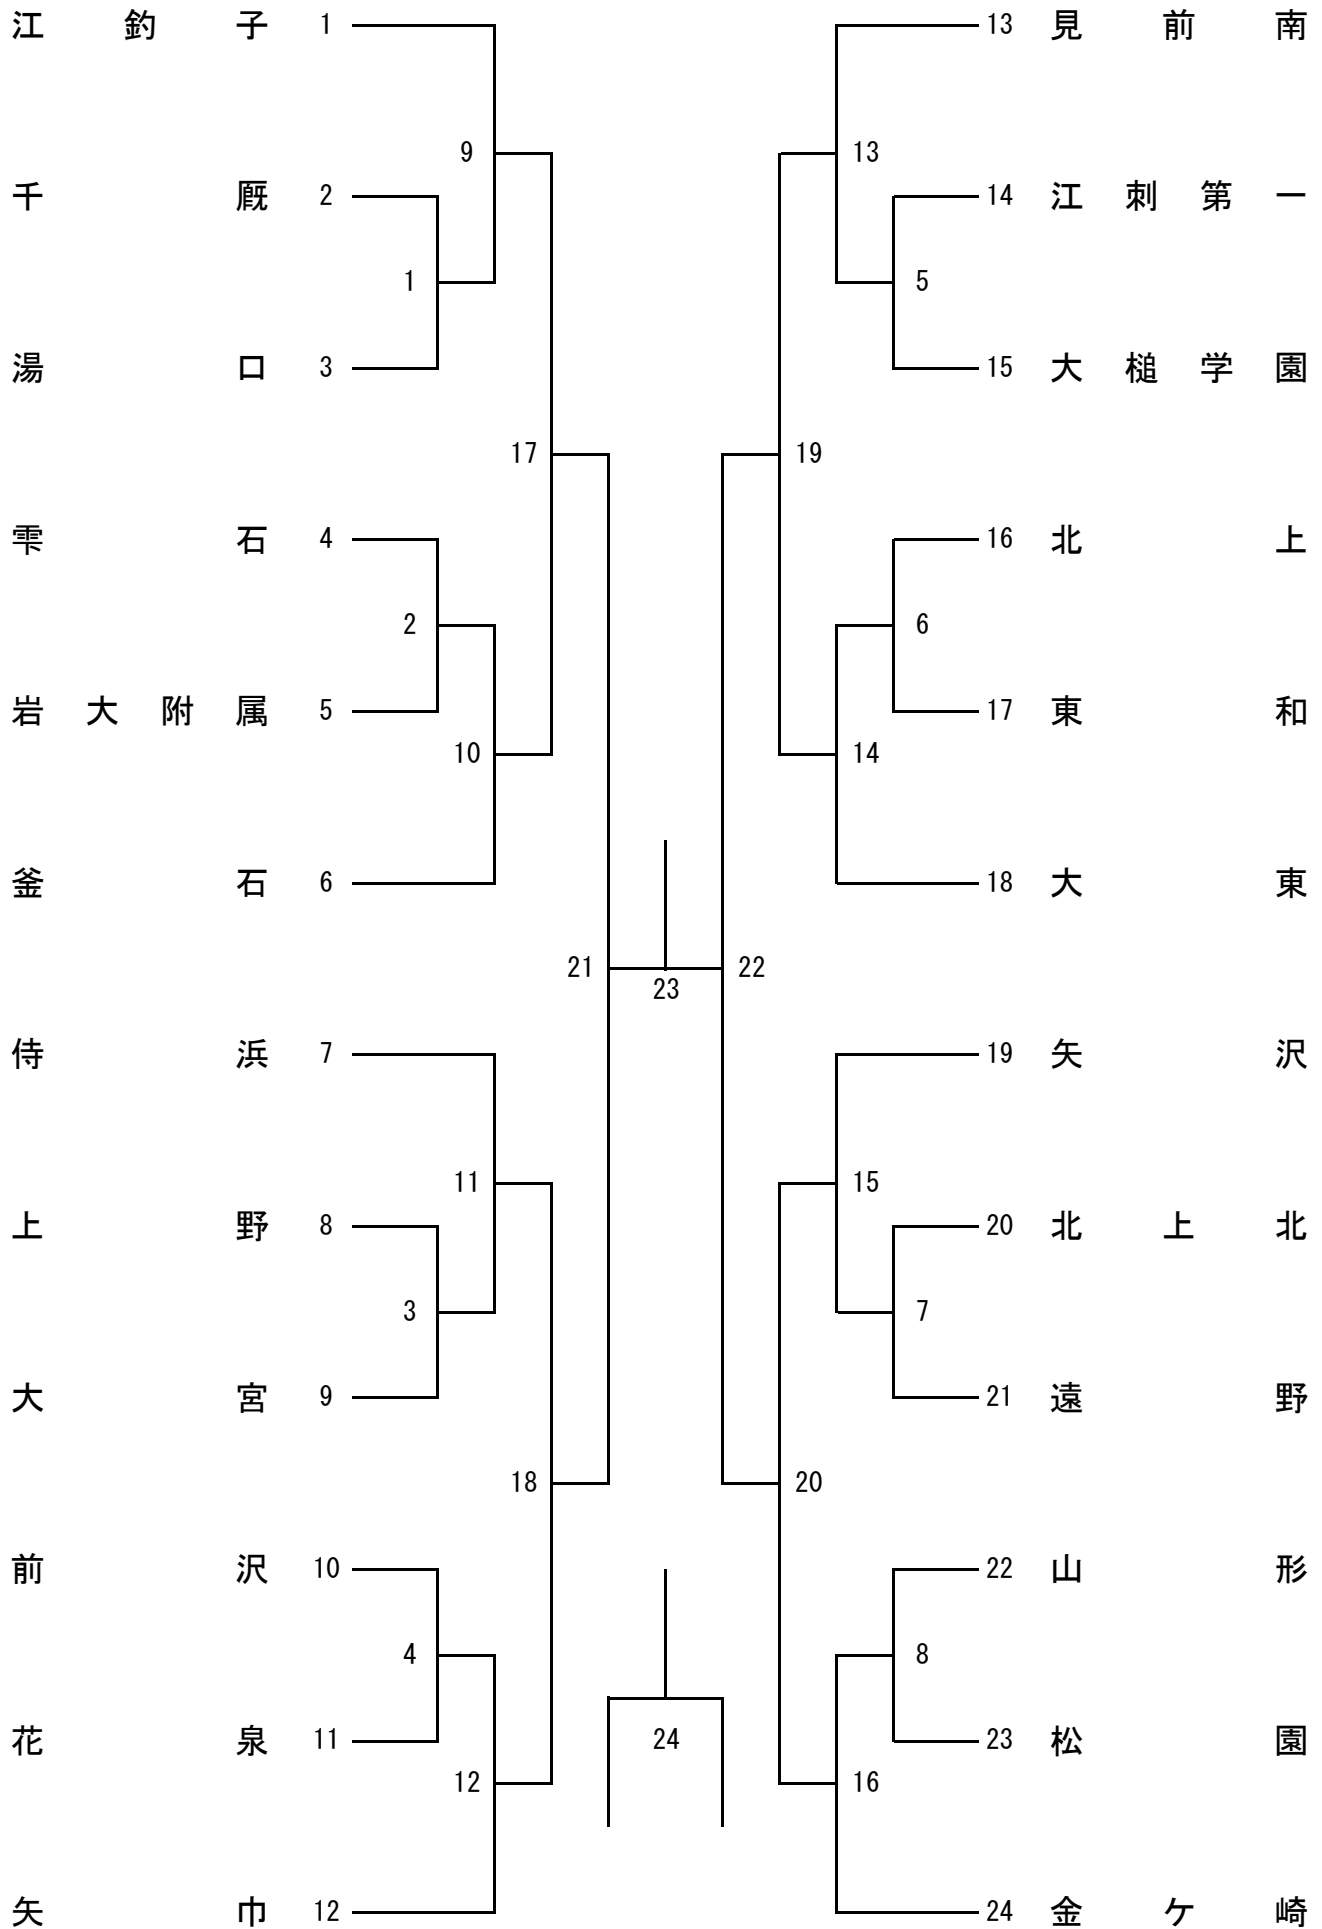 江釣子 1 13 見前南
9 13
千厩 2 14 江刺第一
1 5
湯口 3 15 大槌学園
17 19
雫石 4 16 北上
2 6
岩大附属 5 17 東和
10 14
釜石 6 18 大東
21 22
23
侍浜 7 19 矢沢
11 15
上野 8 20 北上北
3 7
大宮 9 21 遠野
18 20
前沢 10 22 山形
4 8
花泉 11 24 23 松園
12 16
矢巾 12 24 金ケ崎